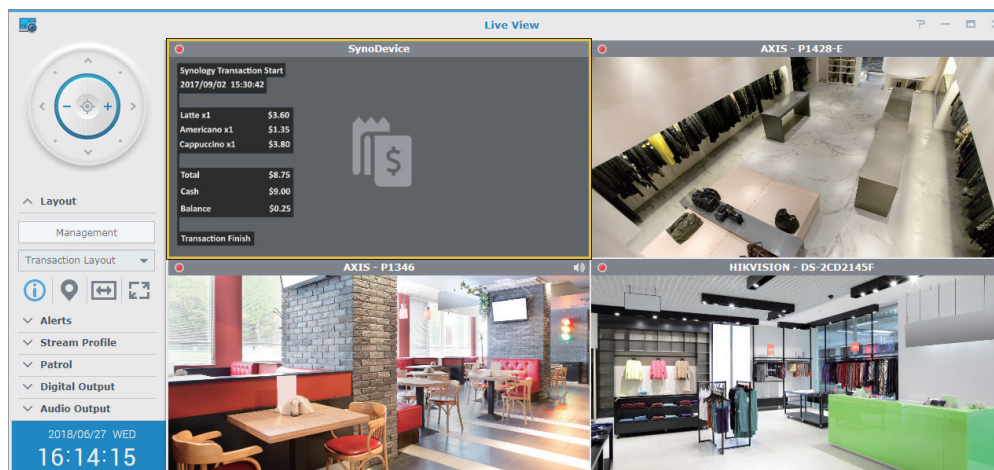 Live View
SynoDevice
Synology Transaction Start
2017/09/02 15:30:42
Latte x1 $3.60
Americano x1 $1.35
Cappuccino x1 $3.80
Total $8.75
Cash $9.00
Balance $0.25
Transaction Finish
AXIS - P1428-E
AXIS - P1346
HIKVISION - DS-2CD2145F
Layout
Management
Transaction Layout
Alerts
Stream Profile
Patrol
Digital Output
Audio Output
2018/06/27 WED
16:14:15